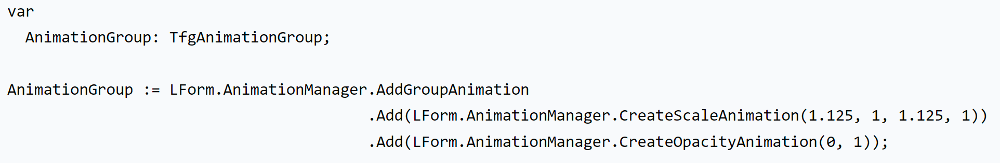 var
  AnimationGroup: TfgAnimationGroup;

AnimationGroup := LForm.AnimationManager.AddGroupAnimation
                                        .Add(LForm.AnimationManager.CreateScaleAnimation(1.125, 1, 1.125, 1))
                                        .Add(LForm.AnimationManager.CreateOpacityAnimation(0, 1));